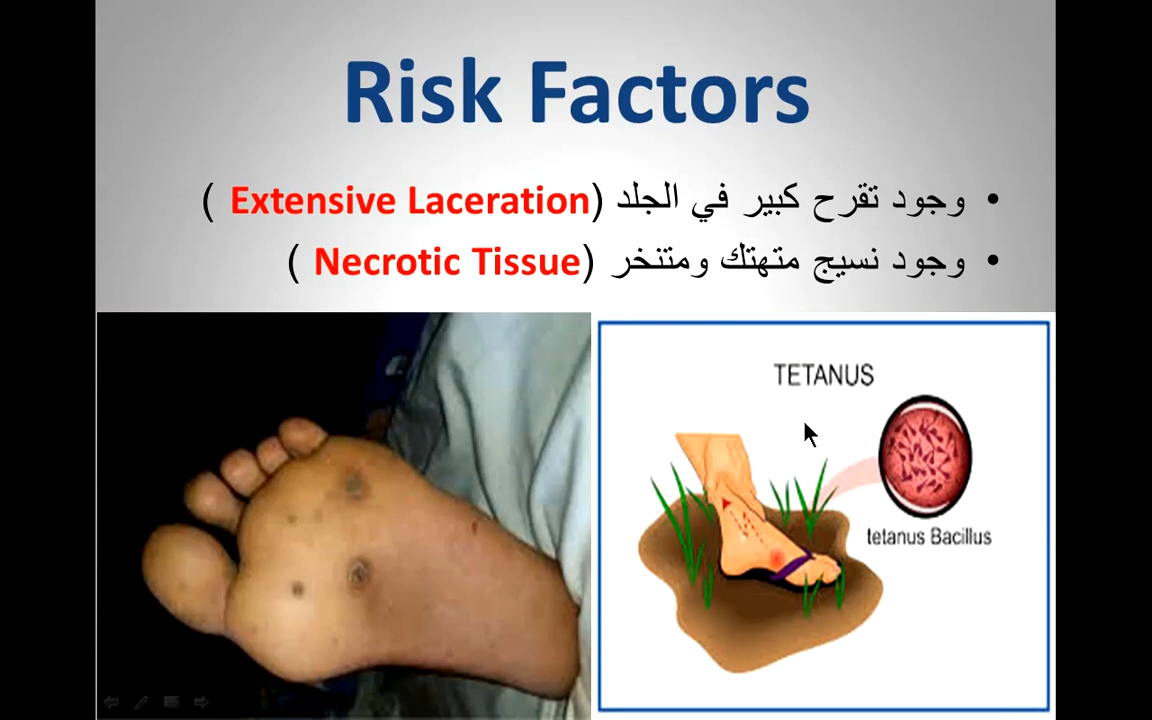 Risk Factors
• وجود تقرح كبير في الجلد (Extensive Laceration )
• وجود نسيج متهتك ومتنخر (Necrotic Tissue )
TETANUS
tetanus Bacillus